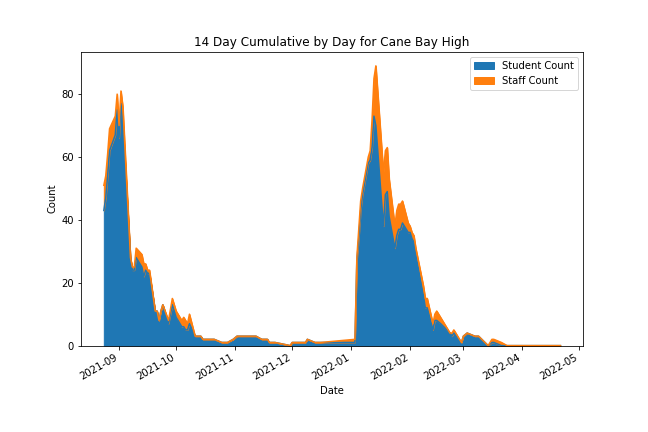 14 Day Cumulative by Day for Cane Bay High
Student Count
Staff Count
80
60
40
20
0
Count
2021-09
2021-10
2021-11
2021-12
2022-01
2022-02
2022-03
2022-04
2022-05
Date